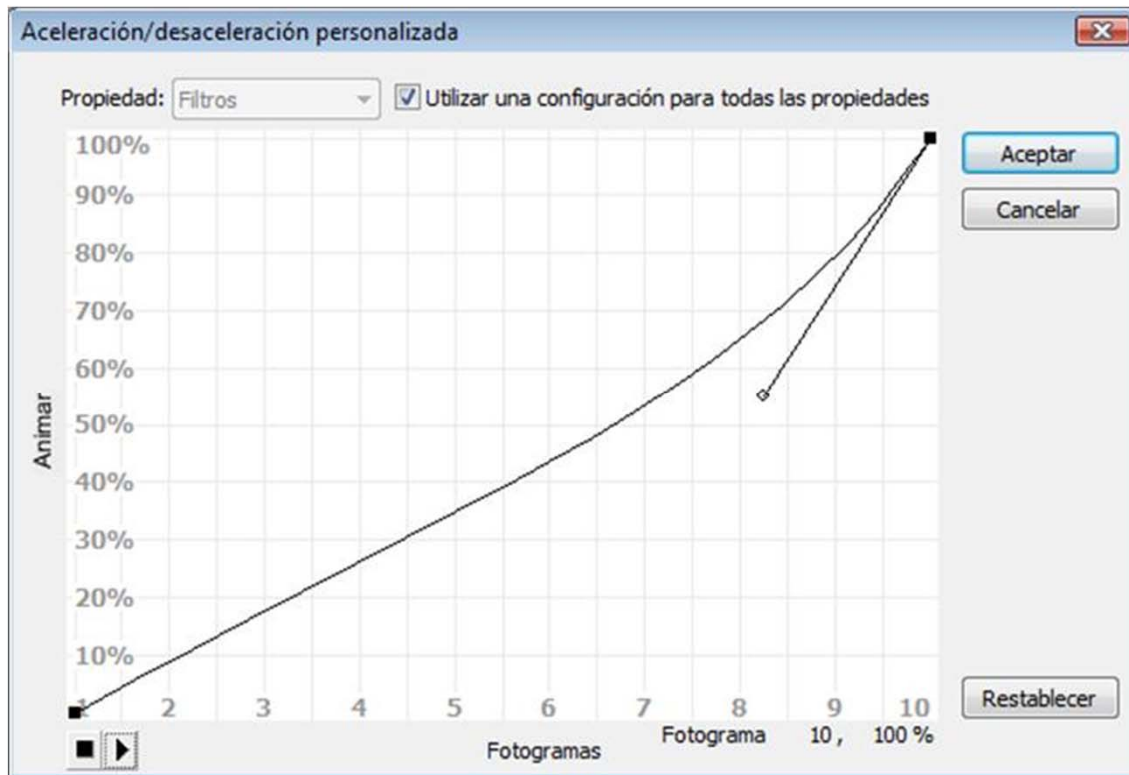 Aceleración/desaceleración personalizada
Propiedad: Filtros Utilizar una configuración para todas las propiedades
100%
90%
80%
70%
60%
50%
40%
30%
20%
10%
Animar
1 2 3 4 5 6 7 8 9 10
Fotogramas
Fotograma 10 , 100 %
Aceptar
Cancelar
Restablecer